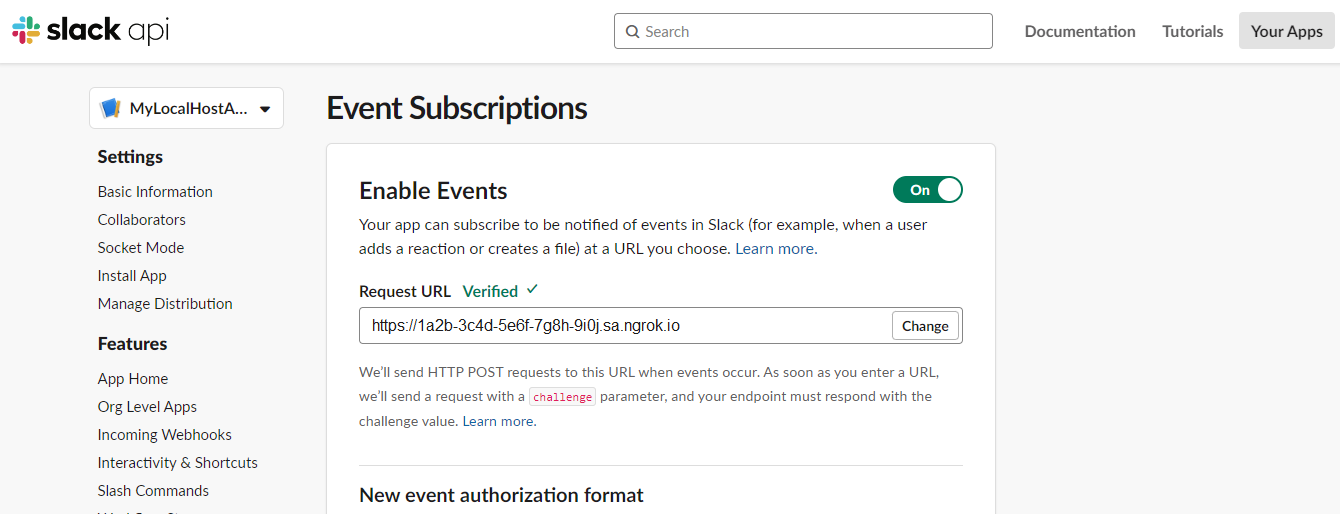 slack api
Search
Documentation
Tutorials
Your Apps
MyLocalHostA...
Settings
Basic Information
Collaborators
Socket Mode
Install App
Manage Distribution
Features
App Home
Org Level Apps
Incoming Webhooks
Interactivity & Shortcuts
Slash Commands
Event Subscriptions
Enable Events
On
Your app can subscribe to be notified of events in Slack (for example, when a user
adds a reaction or creates a file) at a URL you choose. Learn more.
Request URL Verified
https://1a2b-3c4d-5e6f-7g8h-9i0j.sa.ngrok.io
Change
We’ll send HTTP POST requests to this URL when events occur. As soon as you enter a URL,
we’ll send a request with a challenge parameter, and your endpoint must respond with the
challenge value. Learn more.
New event authorization format